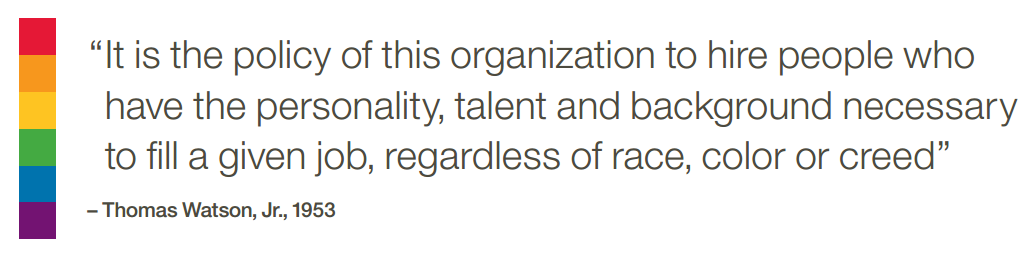 “It is the policy of this organization to hire people who
have the personality, talent and background necessary
to fill a given job, regardless of race, color or creed”
– Thomas Watson, Jr., 1953